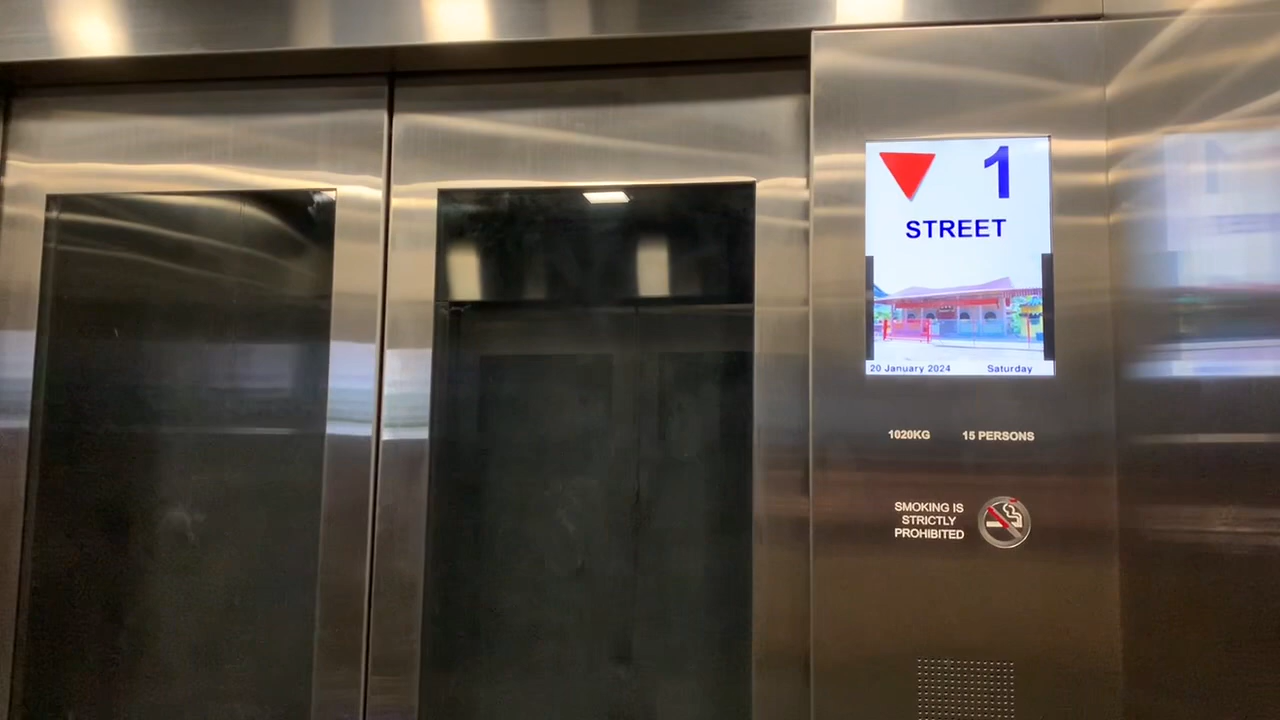 1
STREET
20 January 2024 Saturday
1020KG 15 PERSONS
SMOKING IS
STRICTLY
PROHIBITED